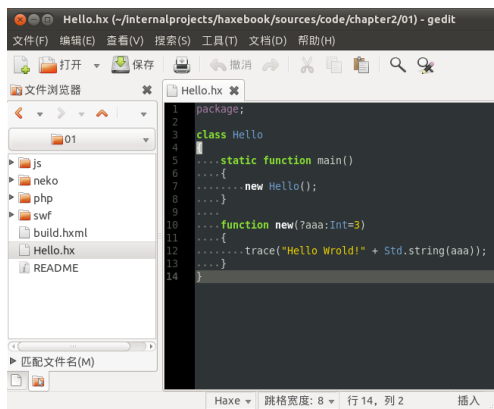 Hello.hx (~/internalprojects/haxebook/sources/code/chapter2/01) - gedit
文件(F) 编辑(E) 查看(V) 搜索(S) 工具(T) 文档(D) 帮助(H)
打开 保存 撤消
文件浏览器
Hello.hx
01
js
neko
php
swf
build.hxml
Hello.hx
README
匹配文件名(M)
1 package;
2
3 class Hello
4 {
5 ....static function main()
6 ....{
7 ........new Hello();
8 ....}
9 ....
10 ....function new(?aaa:Int=3)
11 ....{
12 ........trace("Hello Wrold!" + Std.string(aaa));
13 ....}
14 }
Haxe 跳格宽度: 8 行 14, 列 2 插入